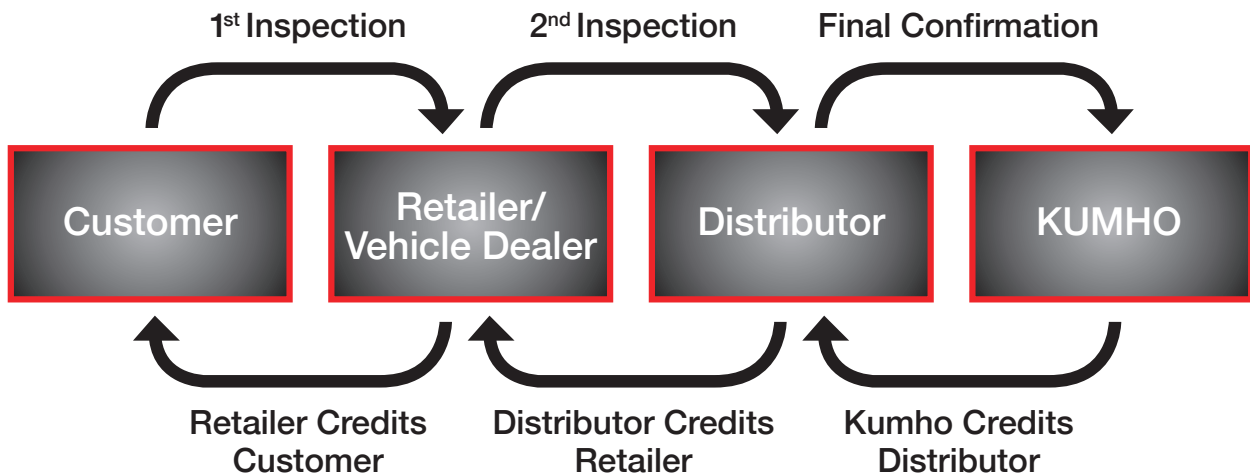 1st Inspection
2nd Inspection
Final Confirmation
Customer
Retailer/
Vehicle Dealer
Distributor
KUMHO
Retailer Credits
Customer
Distributor Credits
Retailer
Kumho Credits
Distributor